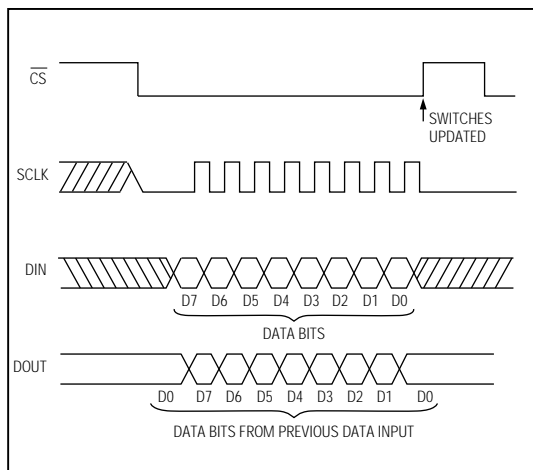 CS
SWITCHES
UPDATED
SCLK
DIN
D7 D6 D5 D4 D3 D2 D1 D0
DATA BITS
DOUT
D0 D7 D6 D5 D4 D3 D2 D1 D0
DATA BITS FROM PREVIOUS DATA INPUT